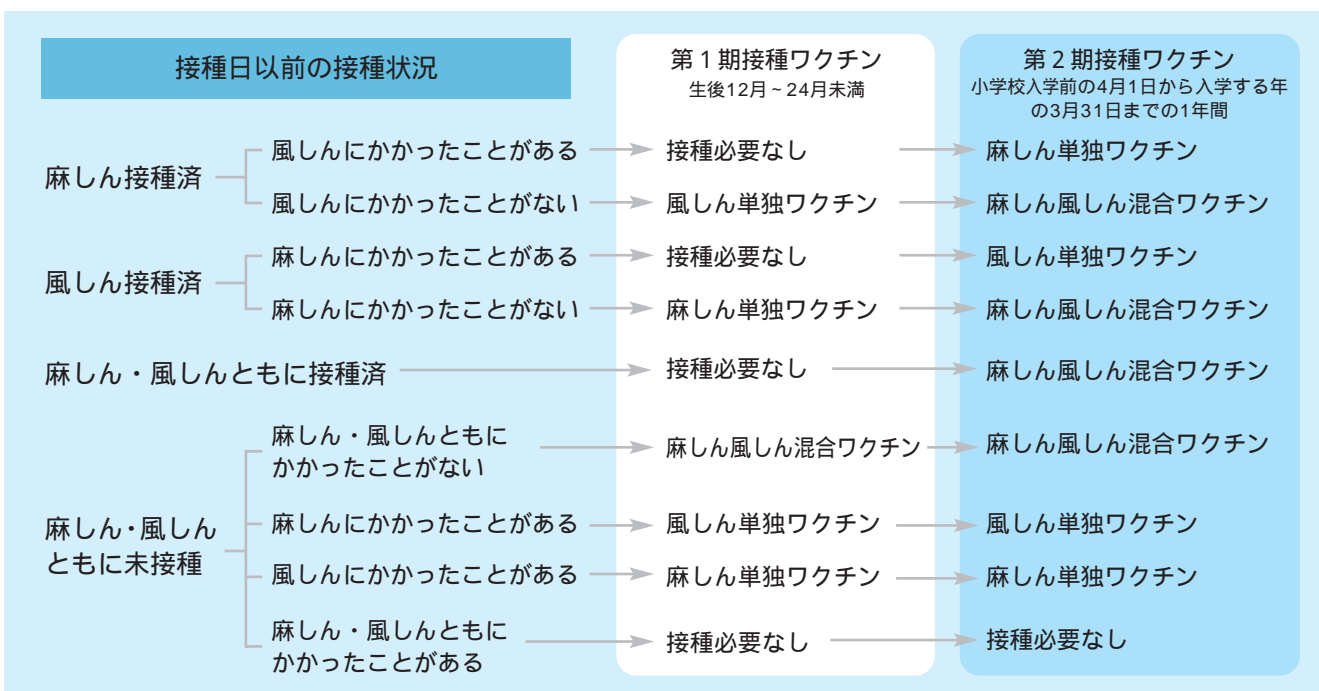 接種日以前の接種状況
第1期接種ワクチン
生後12月~24月未満
第2期接種ワクチン
小学校入学前の4月1日から入学する年
の3月31日までの1年間
麻しん接種済
風しんにかかったことがある
接種必要なし
麻しん単独ワクチン
風しんにかかったことがない
風しん単独ワクチン
麻しん風しん混合ワクチン
風しん接種済
麻しんにかかったことがある
接種必要なし
風しん単独ワクチン
麻しんにかかったことがない
麻しん単独ワクチン
麻しん風しん混合ワクチン
麻しん・風しんともに接種済
接種必要なし
麻しん風しん混合ワクチン
麻しん・風しん
ともに未接種
麻しん・風しんともに
かかったことがない
麻しん風しん混合ワクチン
麻しん風しん混合ワクチン
麻しんにかかったことがある
風しん単独ワクチン
風しん単独ワクチン
風しんにかかったことがある
麻しん単独ワクチン
麻しん単独ワクチン
麻しん・風しんともに
かかったことがある
接種必要なし
接種必要なし